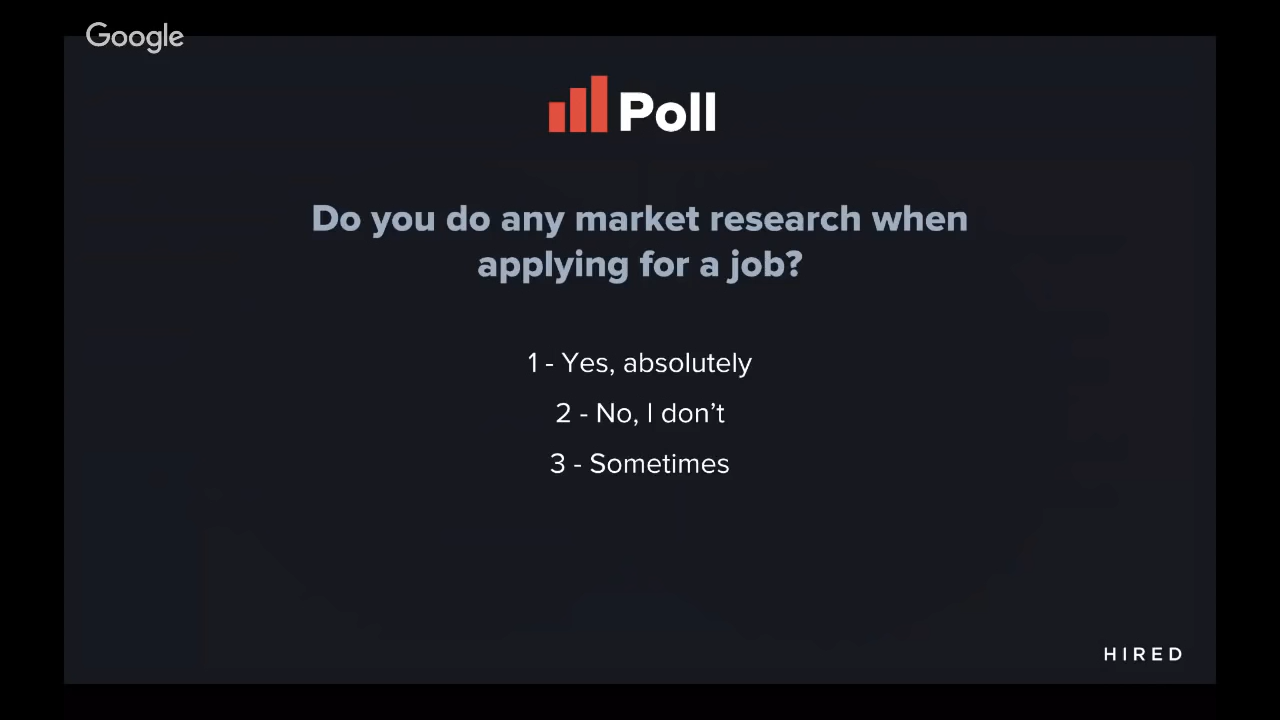 Google
Poll
Do you do any market research when
applying for a job?
1 - Yes, absolutely
2 - No, I don’t
3 - Sometimes
HIRED